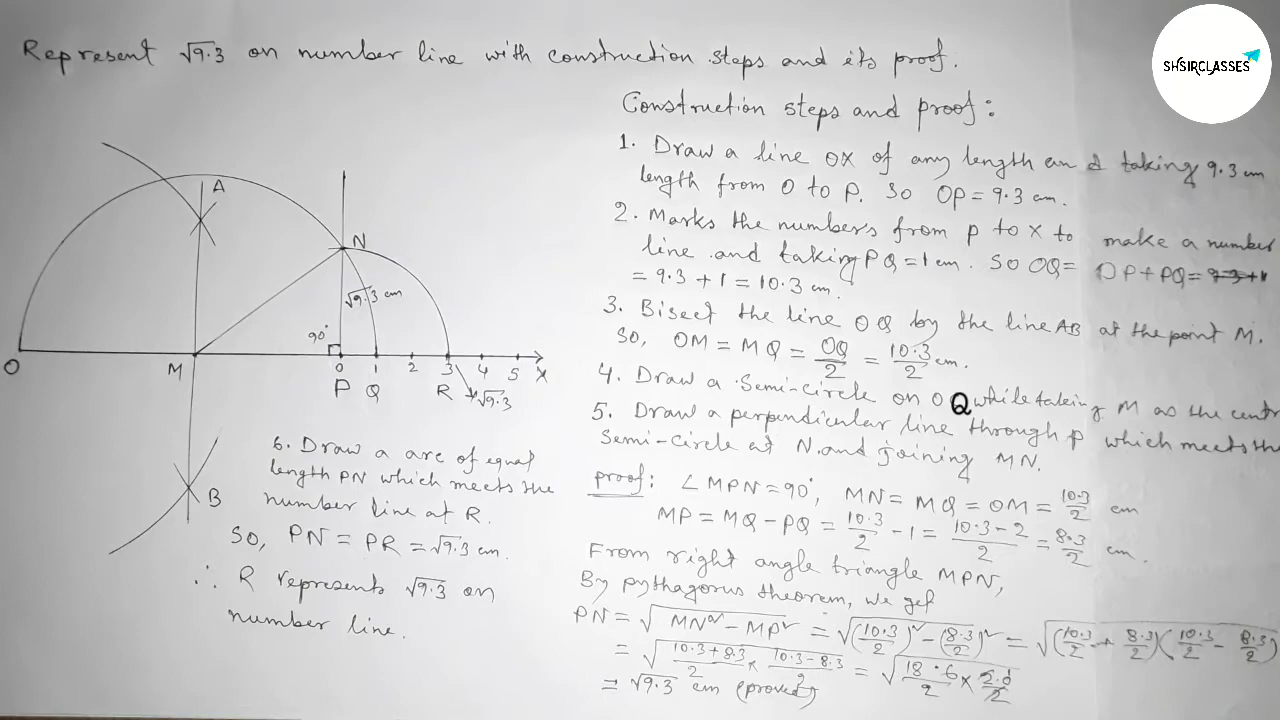 Represent √9.3 on number line with construction steps and its proof.
SHSIRCLASSES
Construction steps and proof:
1. Draw a line OX of any length and taking 9.3 cm
length from O to P. So OP = 9.3 cm.
2. Marks the numbers from P to X to make a number
line and taking PQ = 1 cm. So OQ = OP + PQ = 9.3+1
= 9.3 + 1 = 10.3 cm.
3. Bisect the line OQ by the line AB at the point M.
So, OM = MQ = OQ/2 = 10.3/2 cm.
4. Draw a Semi-circle on OQ while taking M as the centr
5. Draw a perpendicular line through P which meets the
Semi-Circle at N. and joining MN.
proof: ∠MPN = 90°, MN = MQ = OM = 10.3/2 cm
MP = MQ - PQ = 10.3/2 - 1 = 10.3-2/2 = 8.3/2 cm.
From right angle triangle MPN,
By pythagorus theorem, we get
PN = √MN² - MP² = √(10.3/2)² - (8.3/2)² = √(10.3/2 + 8.3/2)(10.3/2 - 8.3/2)
= √10.3+8.3/2 × 10.3-8.3/2 = √18.6/2 × 2.0/2
= √9.3 cm (proved)
A
N
√9.3 cm
90°
O
M
0 1 2 3 4 5 X
P Q R √9.3
B
6. Draw a arc of equal
length PN which meets the
number line at R.
So, PN = PR = √9.3 cm.
∴ R represents √9.3 on
number line.